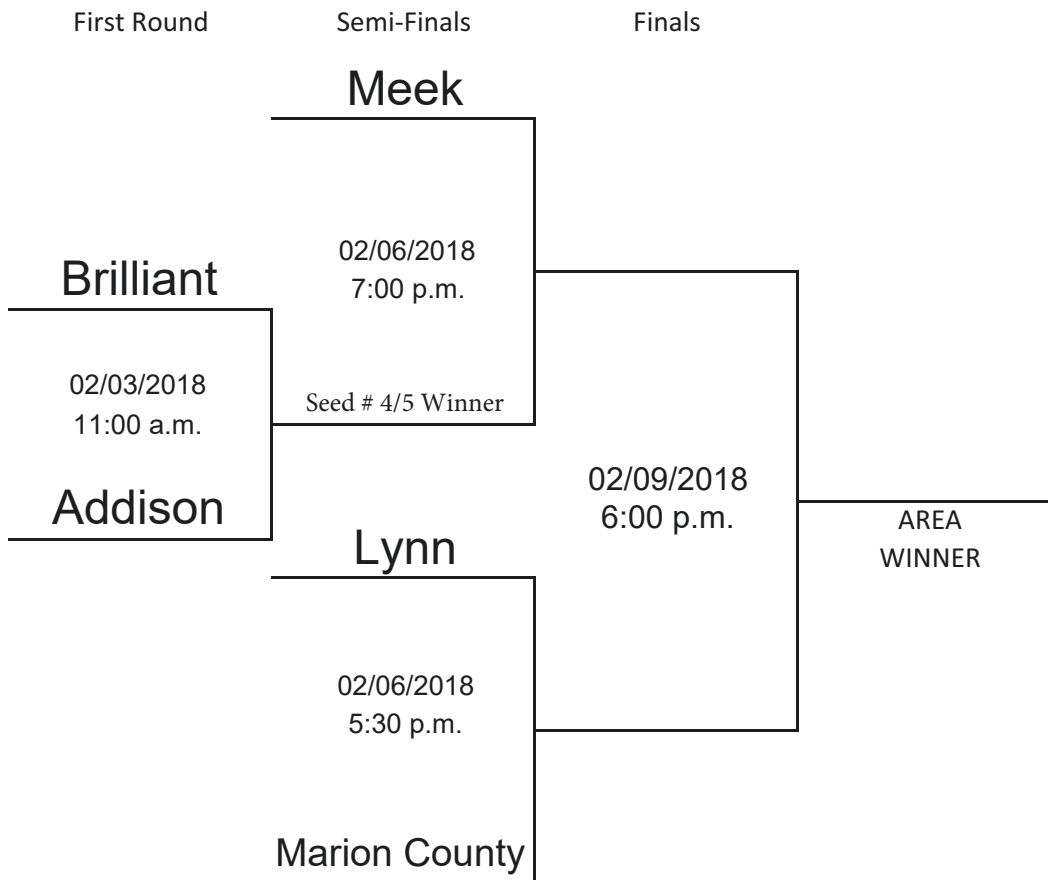 First Round
Semi-Finals
Finals
Meek
02/06/2018
7:00 p.m.
Brilliant
02/03/2018
11:00 a.m.
Seed # 4/5 Winner
Addison
02/09/2018
6:00 p.m.
AREA
WINNER
Lynn
02/06/2018
5:30 p.m.
Marion County